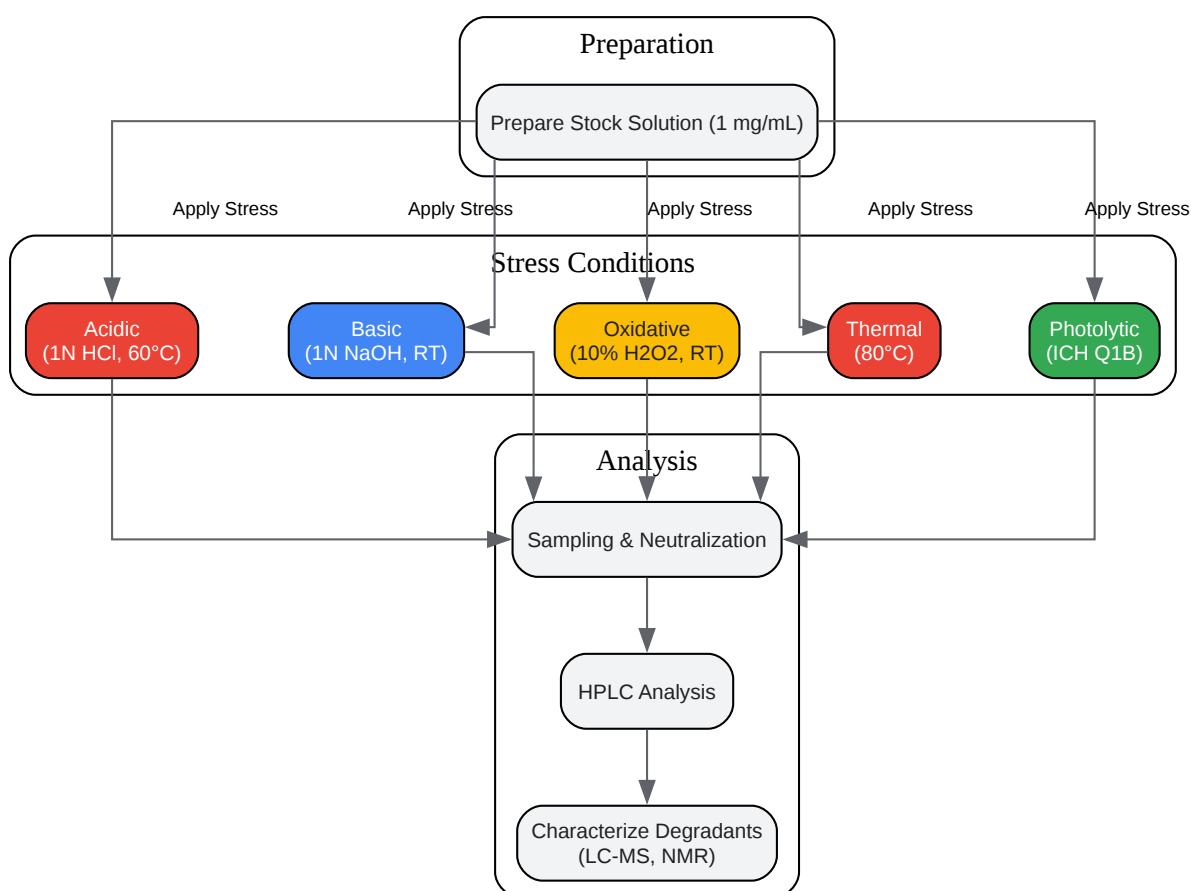 Preparation
Prepare Stock Solution (1 mg/mL)
Apply Stress
Apply Stress
Apply Stress
Apply Stress
Apply Stress
Stress Conditions
Acidic
(1N HCl, 60°C)
Basic
(1N NaOH, RT)
Oxidative
(10% H2O2, RT)
Thermal
(80°C)
Photolytic
(ICH Q1B)
Analysis
Sampling & Neutralization
HPLC Analysis
Characterize Degradants
(LC-MS, NMR)